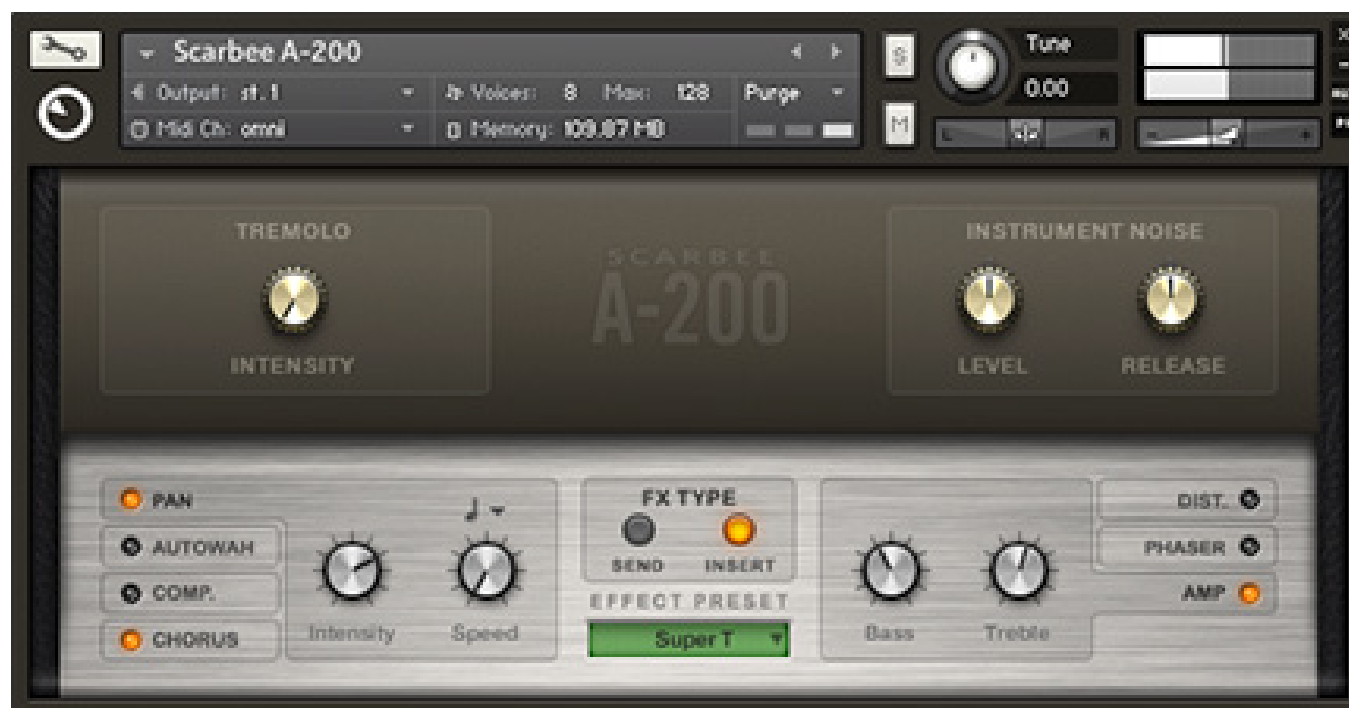 Scarbee A-200
S
Tune
Output: st.1
Voices: 8 Max: 128
Purge
0.00
Midi Ch: omni
Memory: 109.87 MB
M
L
R
-
+
TREMOLO
INTENSITY
SCARBEE
A-200
INSTRUMENT NOISE
LEVEL
RELEASE
PAN
AUTOWAH
COMP.
CHORUS
Intensity
Speed
FX TYPE
SEND
INSERT
EFFECT PRESET
Super T
Bass
Treble
DIST.
PHASER
AMP